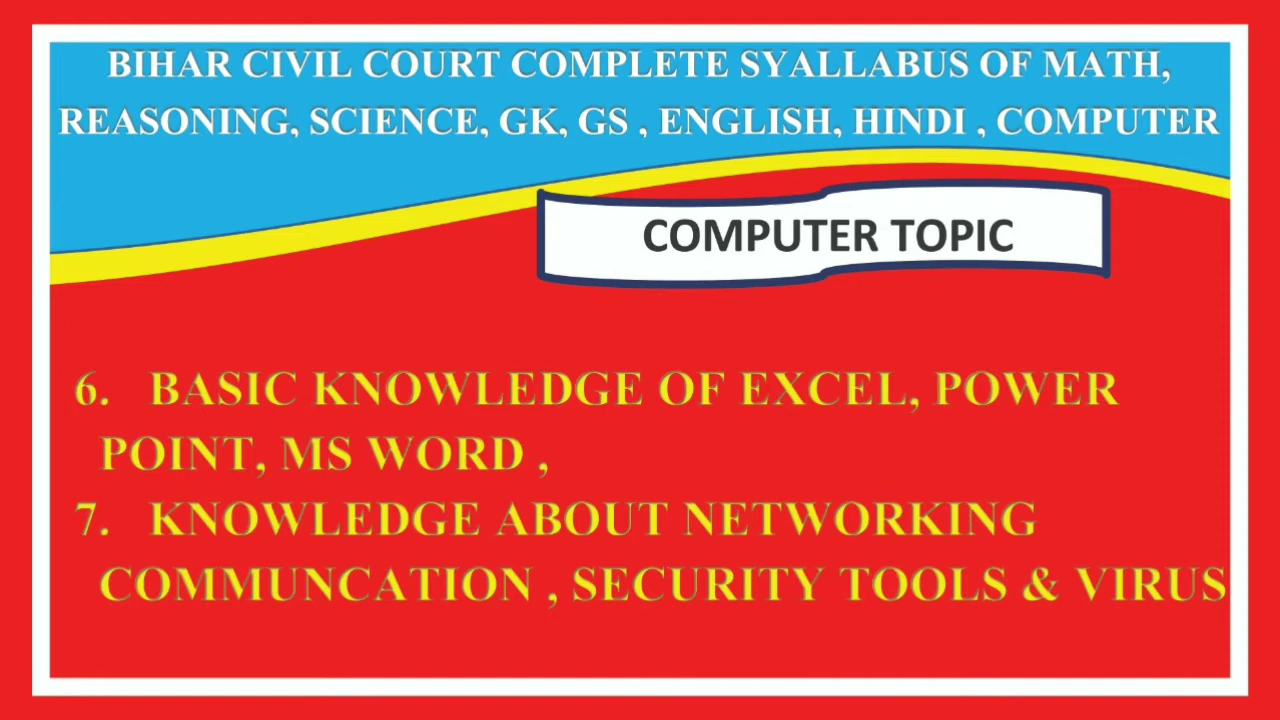 BIHAR CIVIL COURT COMPLETE SYALLABUS OF MATH,
REASONING, SCIENCE, GK, GS , ENGLISH, HINDI , COMPUTER
COMPUTER TOPIC
6. BASIC KNOWLEDGE OF EXCEL, POWER
POINT, MS WORD ,
7. KNOWLEDGE ABOUT NETWORKING
COMMUNCATION , SECURITY TOOLS & VIRUS